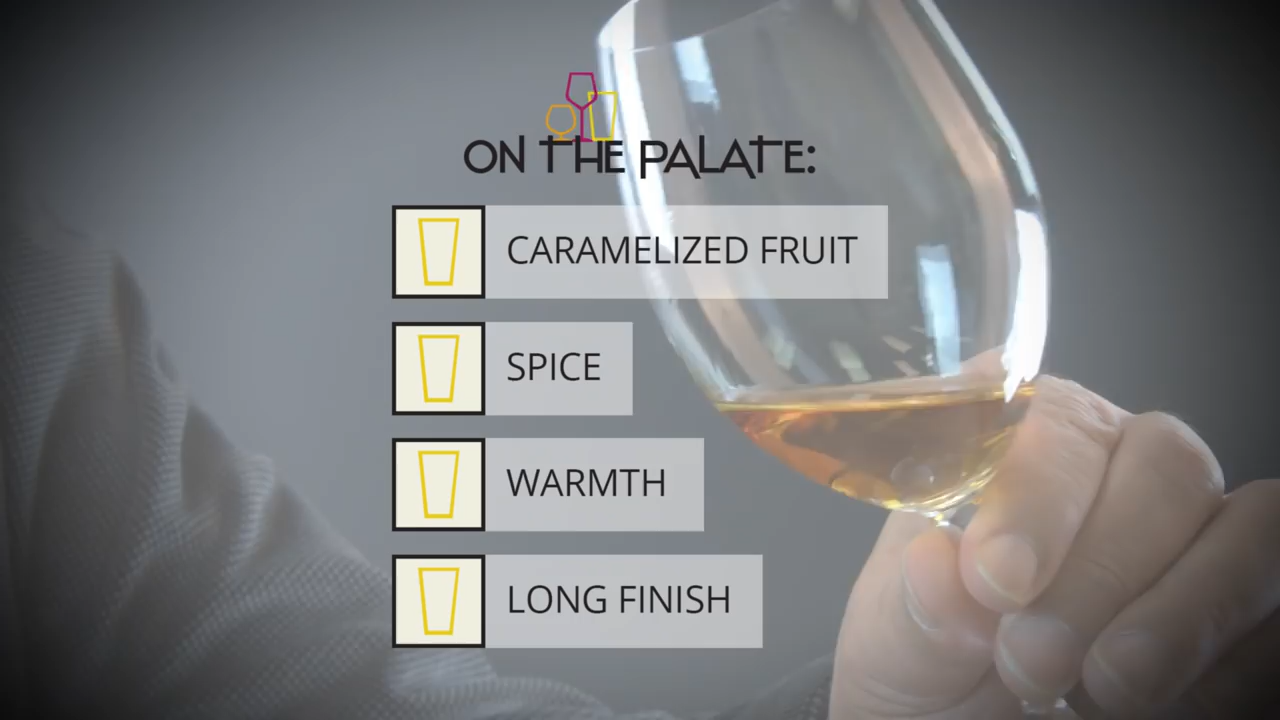 ON THE PALATE:
CARAMELIZED FRUIT
SPICE
WARMTH
LONG FINISH